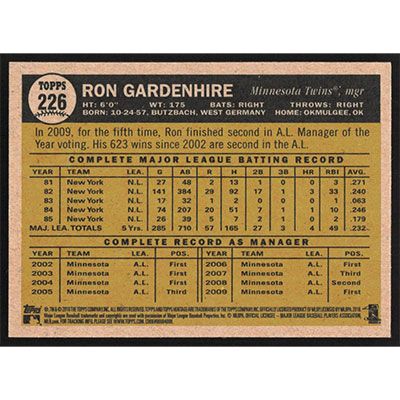 TOPPS
226
RON GARDENHIRE Minnesota Twins®, mgr
HT: 6'0" WT: 175 BATS: RIGHT THROWS: RIGHT
BORN: 10-24-57, BUTZBACH, WEST GERMANY HOME: OKMULGEE, OK
In 2009, for the fifth time, Ron finished second in A.L. Manager of the
Year voting. His 623 wins since 2002 are second in the A.L.
COMPLETE MAJOR LEAGUE BATTING RECORD
YEAR TEAM LEA. G AB R H 2B 3B HR RBI AVG.
81 New York N.L. 27 48 2 13 1 0 0 3 .271
82 New York N.L. 141 384 29 92 17 1 3 33 .240
83 New York N.L. 17 32 1 2 0 0 0 1 .063
84 New York N.L. 74 207 20 51 7 1 1 10 .246
85 New York N.L. 26 39 5 7 2 1 0 2 .179
MAJ. LEA. TOTALS 5 YRS. 285 710 57 165 27 3 4 49 .232
COMPLETE RECORD AS MANAGER
YEAR TEAM LEA. POS. YEAR TEAM LEA. POS.
2002 Minnesota A.L. First 2006 Minnesota A.L. First
2003 Minnesota A.L. First 2007 Minnesota A.L. Third
2004 Minnesota A.L. First 2008 Minnesota A.L. Second
2005 Minnesota A.L. Third 2009 Minnesota A.L. First
Topps